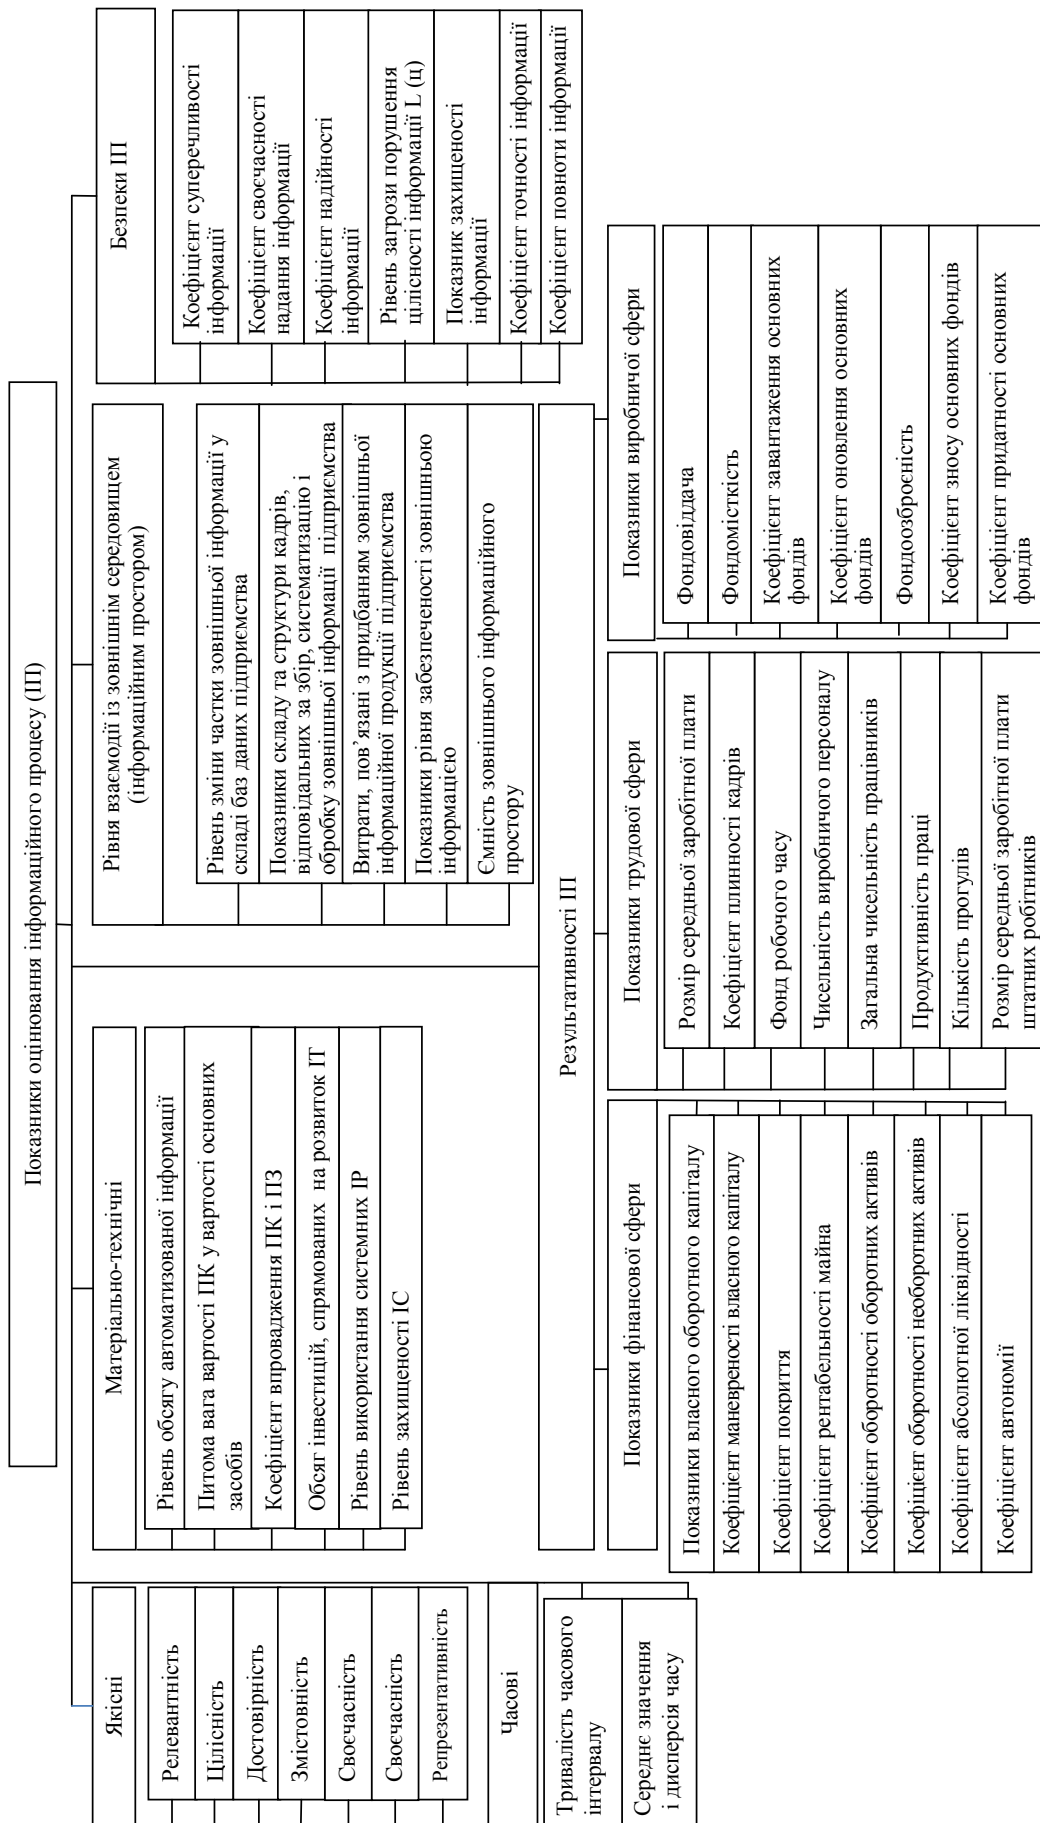 Показники оцінювання інформаційного процесу (ІП)
Якісні
Релевантність
Цілісність
Достовірність
Змістовність
Своєчасність
Своєчасність
Репрезентативність
Часові
Тривалість часового
інтервалу
Середнє значення
і дисперсія часу
Матеріально-технічні
Рівень обсягу автоматизованої інформації
Питома вага вартості ПК у вартості основних
засобів
Коефіцієнт впровадження ПК і ПЗ
Обсяг інвестицій, спрямованих на розвиток ІТ
Рівень використання системних ІР
Рівень захищеності ІС
Рівня взаємодії із зовнішнім середовищем
(інформаційним простором)
Рівень зміни частки зовнішньої інформації у
складі баз даних підприємства
Показники складу та структури кадрів,
відповідальних за збір, систематизацію і
обробку зовнішньої інформації підприємства
Витрати, пов’язані з придбанням зовнішньої
інформаційної продукції підприємства
Показники рівня забезпеченості зовнішньою
інформацією
Ємність зовнішнього інформаційного
простору
Безпеки ІП
Коефіцієнт суперечливості
інформації
Коефіцієнт своєчасності
надання інформації
Коефіцієнт надійності
інформації
Рівень загрози порушення
цілісності інформації L (ц)
Показник захищеності
інформації
Коефіцієнт точності інформації
Коефіцієнт повноти інформації
Результативності ІП
Показники фінансової сфери
Показники власного оборотного капіталу
Коефіцієнт маневреності власного капіталу
Коефіцієнт покриття
Коефіцієнт рентабельності майна
Коефіцієнт оборотності оборотних активів
Коефіцієнт оборотності необоротних активів
Коефіцієнт абсолютної ліквідності
Коефіцієнт автономії
Показники трудової сфери
Розмір середньої заробітної плати
Коефіцієнт плинності кадрів
Фонд робочого часу
Чисельність виробничого персоналу
Загальна чисельність працівників
Продуктивність праці
Кількість прогулів
Розмір середньої заробітної плати
штатних робітників
Показники виробничої сфери
Фондовіддача
Фондомісткість
Коефіцієнт завантаження основних
фондів
Коефіцієнт оновлення основних
фондів
Фондоозброєність
Коефіцієнт зносу основних фондів
Коефіцієнт придатності основних
фондів